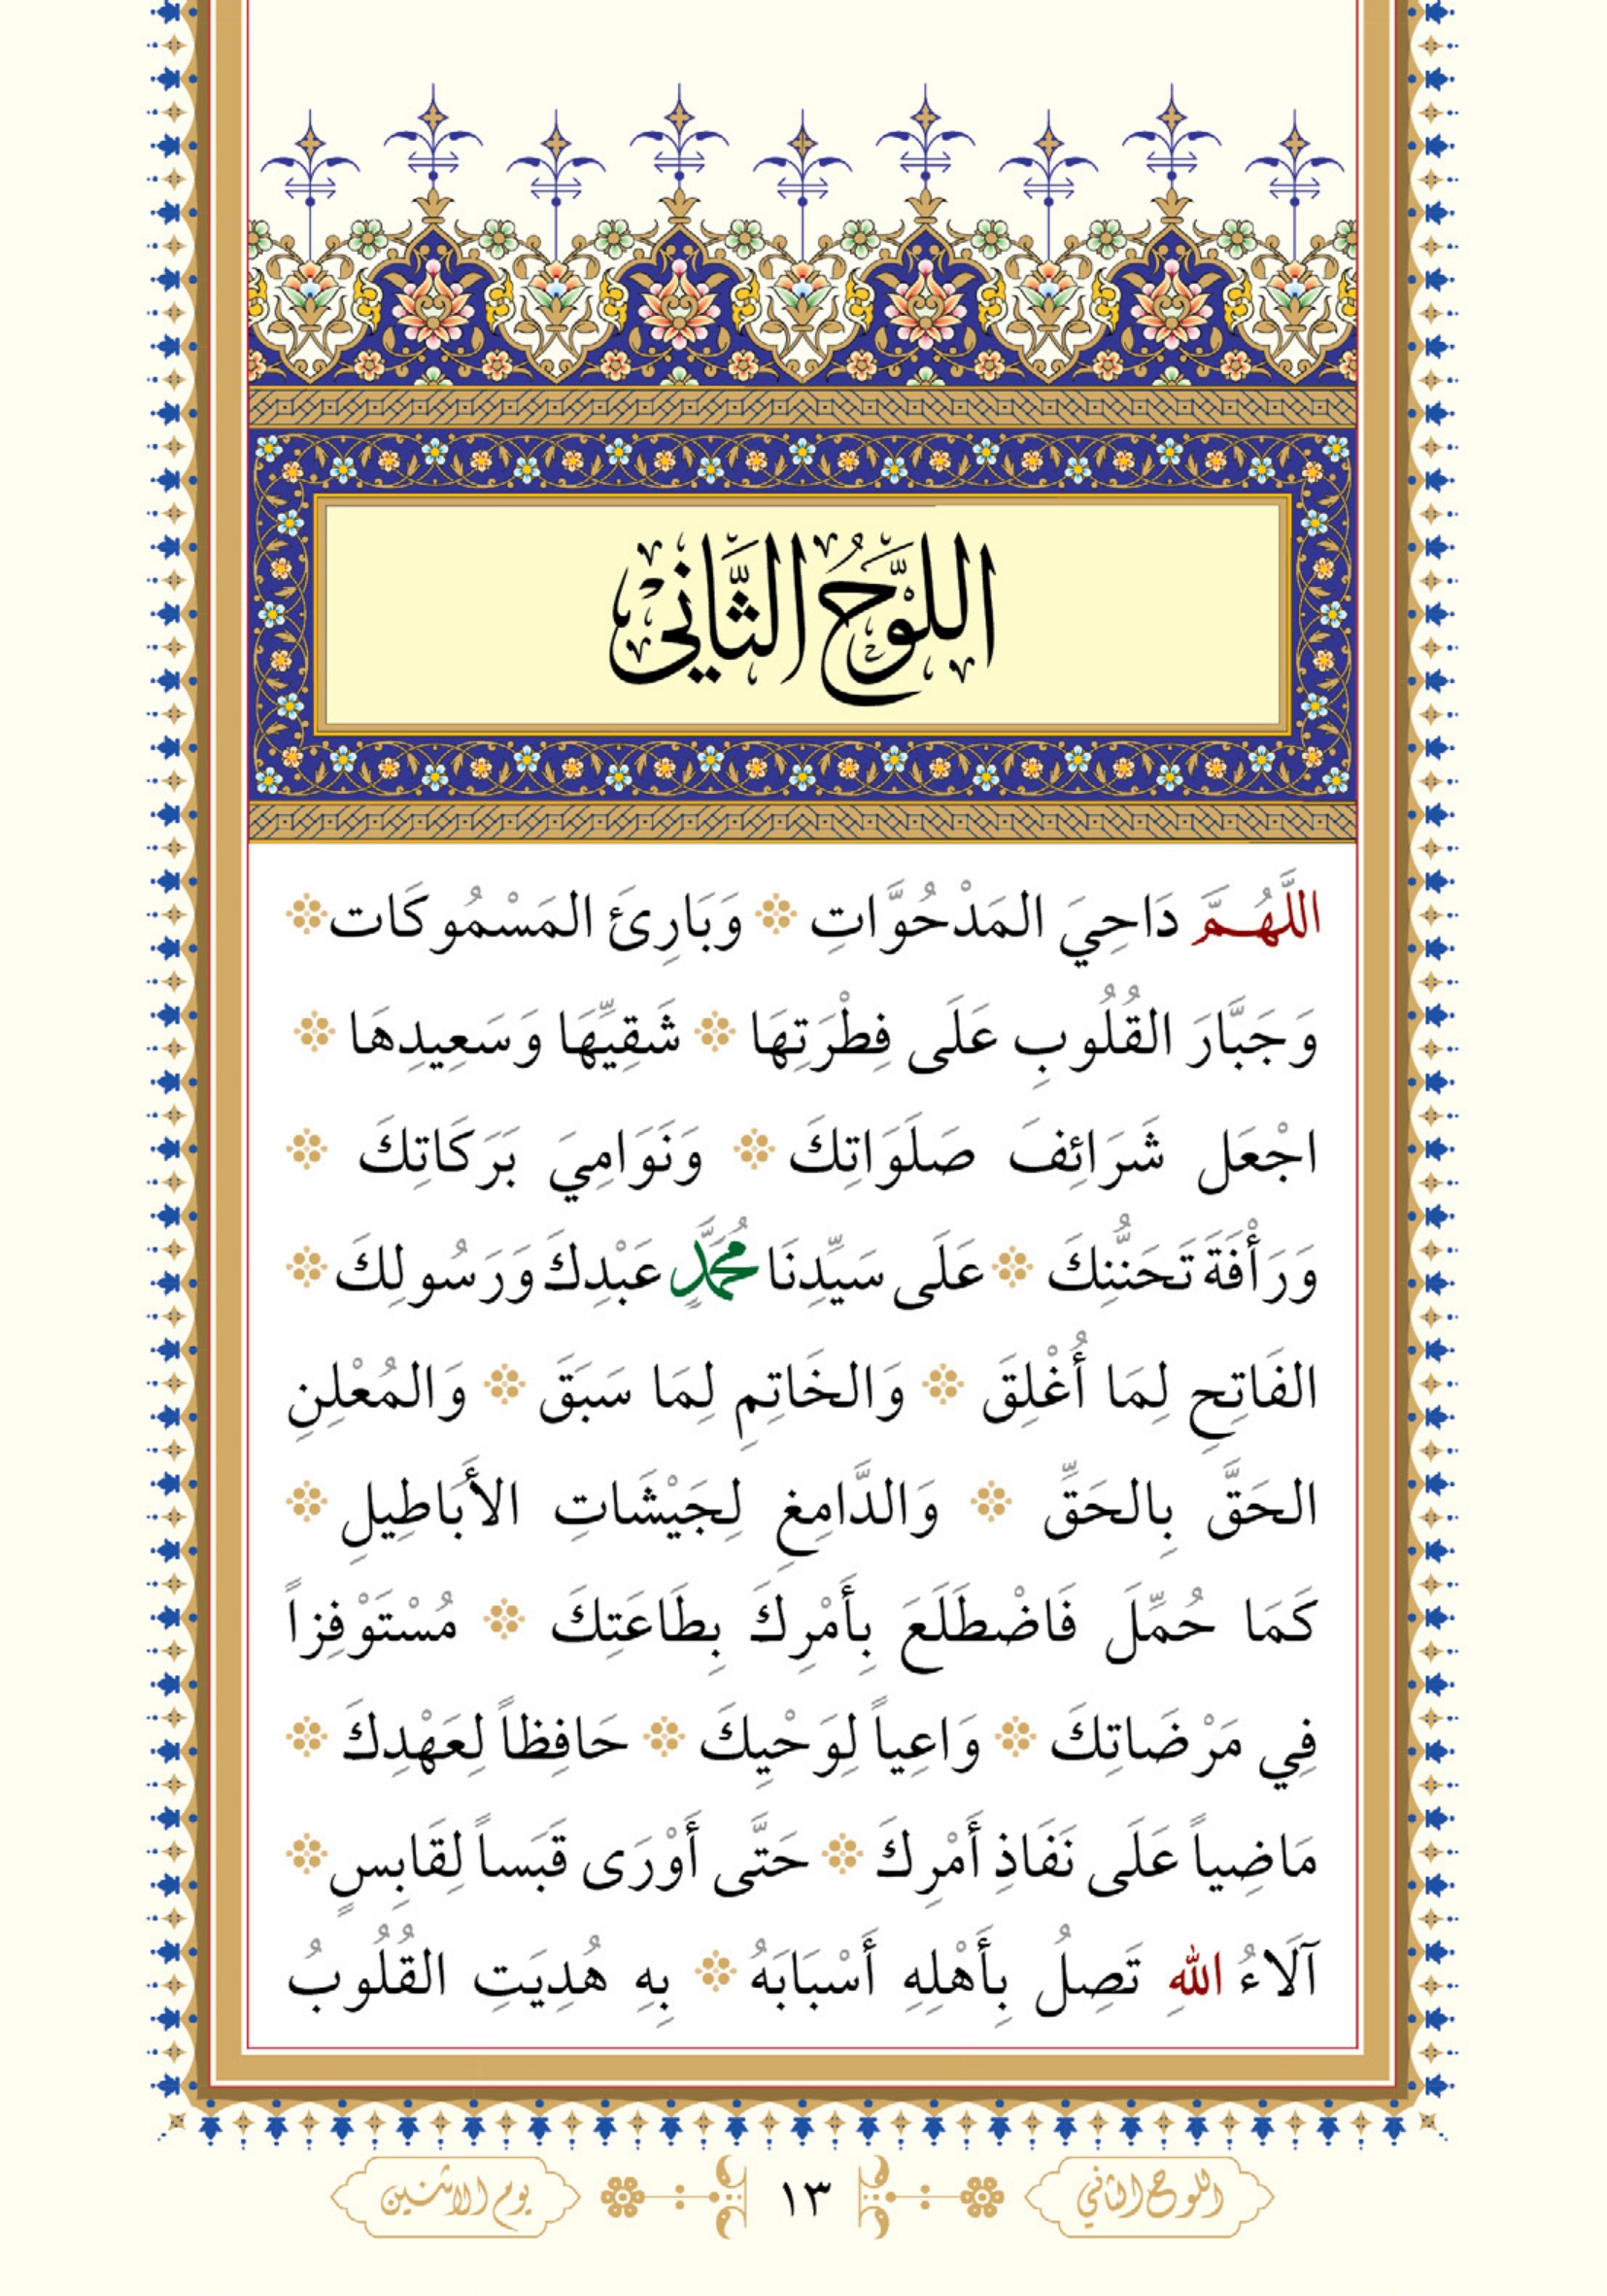 اللَّوْحُ الثَّانِي
اللَّهُمَّ دَاحِيَ المَدْحُوَّاتِ ۞ وَبَارِئَ المَسْمُوكَات ۞
وَجَبَّارَ القُلُوبِ عَلَى فِطْرَتِهَا ۞ شَقِيِّهَا وَسَعِيدِهَا ۞
اجْعَل شَرَائِفَ صَلَوَاتِكَ ۞ وَنَوَامِيَ بَرَكَاتِكَ ۞
وَرَأْفَةَ تَحَنُّنِكَ ۞ عَلَى سَيِّدِنَا مُحَمَّدٍ عَبْدِكَ وَرَسُولِكَ ۞
الفَاتِحِ لِمَا أُغْلِقَ ۞ وَالخَاتِمِ لِمَا سَبَقَ ۞ وَالمُعْلِنِ
الحَقَّ بِالحَقِّ ۞ وَالدَّامِغِ لِجَيْشَاتِ الأَبَاطِيلِ ۞
كَمَا حُمِّلَ فَاضْطَلَعَ بِأَمْرِكَ بِطَاعَتِكَ ۞ مُسْتَوْفِزاً
فِي مَرْضَاتِكَ ۞ وَاعِياً لِوَحْيِكَ ۞ حَافِظاً لِعَهْدِكَ ۞
مَاضِياً عَلَى نَفَاذِ أَمْرِكَ ۞ حَتَّى أَوْرَى قَبَساً لِقَابِسٍ ۞
آلَاءُ اللهِ تَصِلُ بِأَهْلِهِ أَسْبَابَهُ ۞ بِهِ هُدِيَتِ القُلُوبُ
اللوح الثاني ١٣ يوم الاثنين